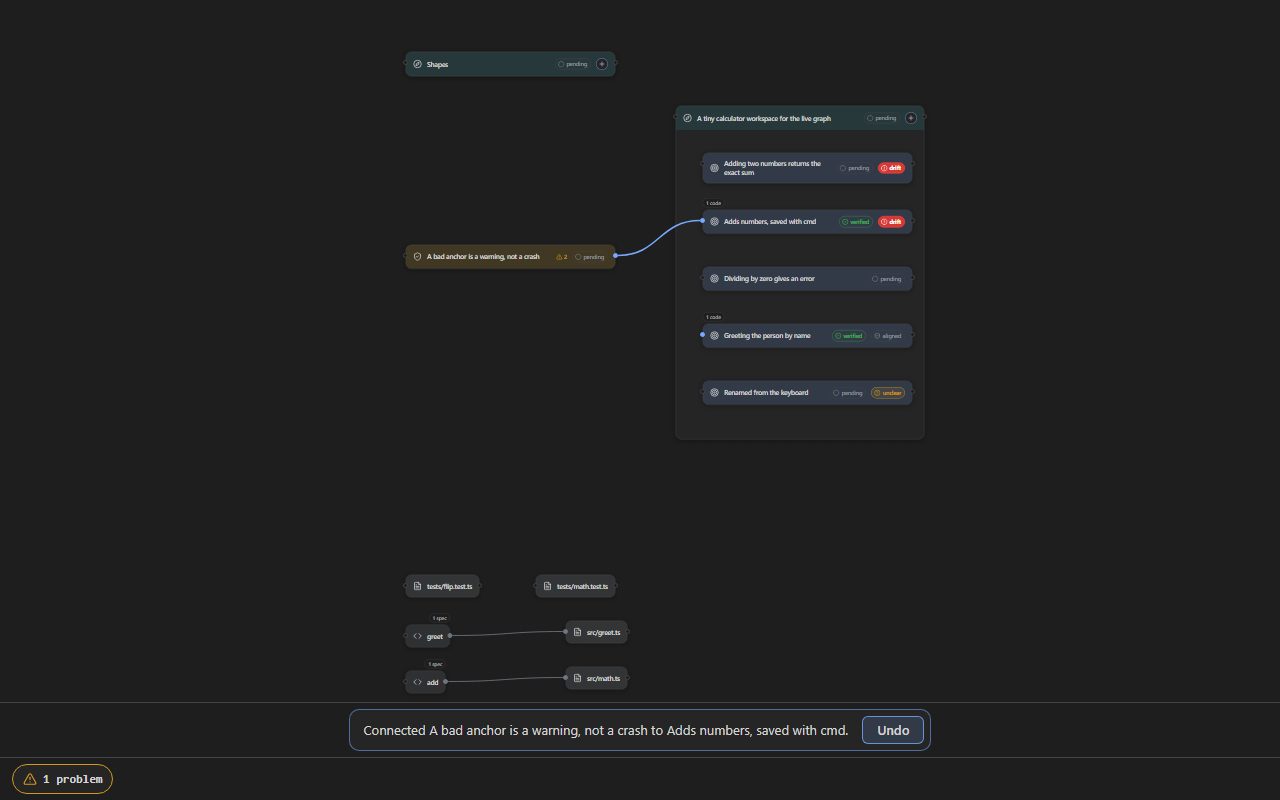 Shapes
pending
A tiny calculator workspace for the live graph
pending
Adding two numbers returns the
exact sum
pending
drift
1 code
Adds numbers, saved with cmd
verified
drift
A bad anchor is a warning, not a crash
2
pending
Dividing by zero gives an error
pending
1 code
Greeting the person by name
verified
aligned
Renamed from the keyboard
pending
unclear
tests/flip.test.ts
tests/math.test.ts
1 spec
greet
src/greet.ts
1 spec
add
src/math.ts
Connected A bad anchor is a warning, not a crash to Adds numbers, saved with cmd.
Undo
1 problem